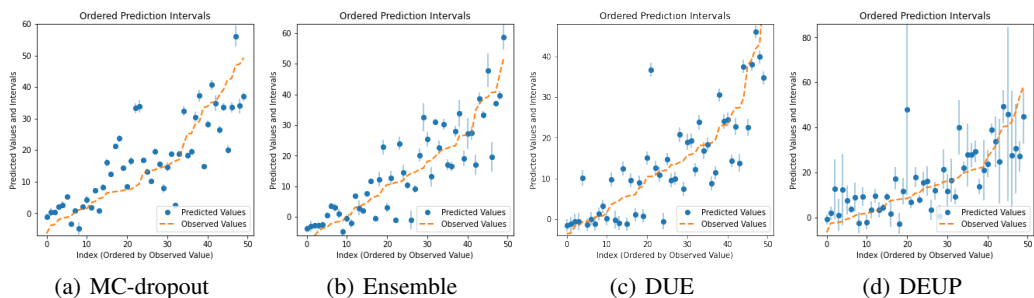 Ordered Prediction Intervals
Predicted Values and Intervals
60
50
40
30
20
10
0
0 10 20 30 40 50
Predicted Values
Observed Values
Index (Ordered by Observed Value)
(a) MC-dropout
Ordered Prediction Intervals
Predicted Values and Intervals
60
50
40
30
20
10
0
0 10 20 30 40 50
Predicted Values
Observed Values
Index (Ordered by Observed Value)
(b) Ensemble
Ordered Prediction Intervals
Predicted Values and Intervals
40
30
20
10
0
0 10 20 30 40 50
Predicted Values
Observed Values
Index (Ordered by Observed Value)
(c) DUE
Ordered Prediction Intervals
Predicted Values and Intervals
80
60
40
20
0
0 10 20 30 40 50
Predicted Values
Observed Values
Index (Ordered by Observed Value)
(d) DEUP